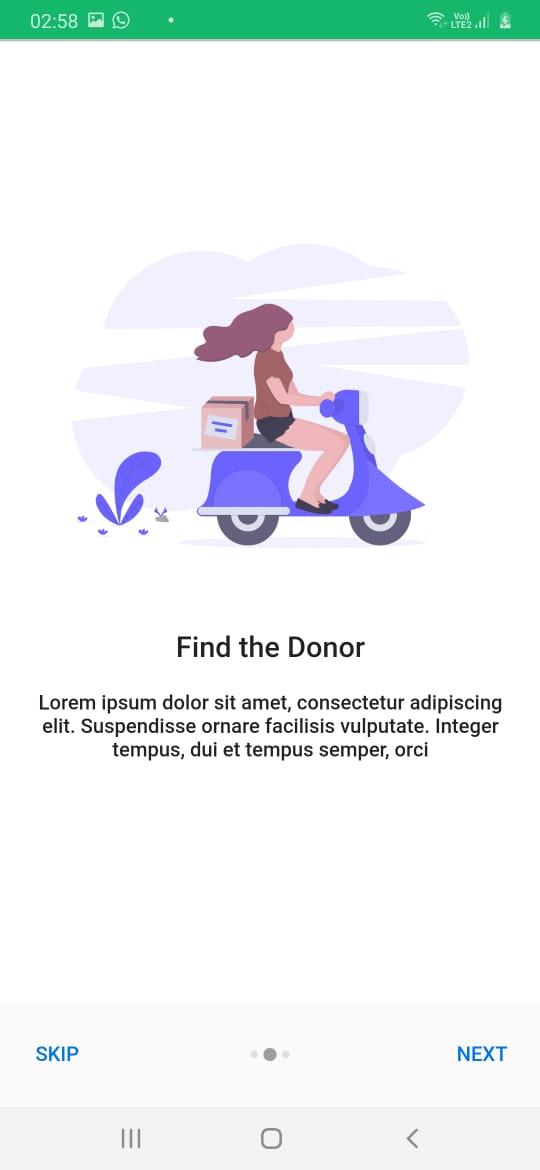 02:58
Vo))
LTE2
Find the Donor
Lorem ipsum dolor sit amet, consectetur adipiscing
elit. Suspendisse ornare facilisis vulputate. Integer
tempus, dui et tempus semper, orci
SKIP
NEXT